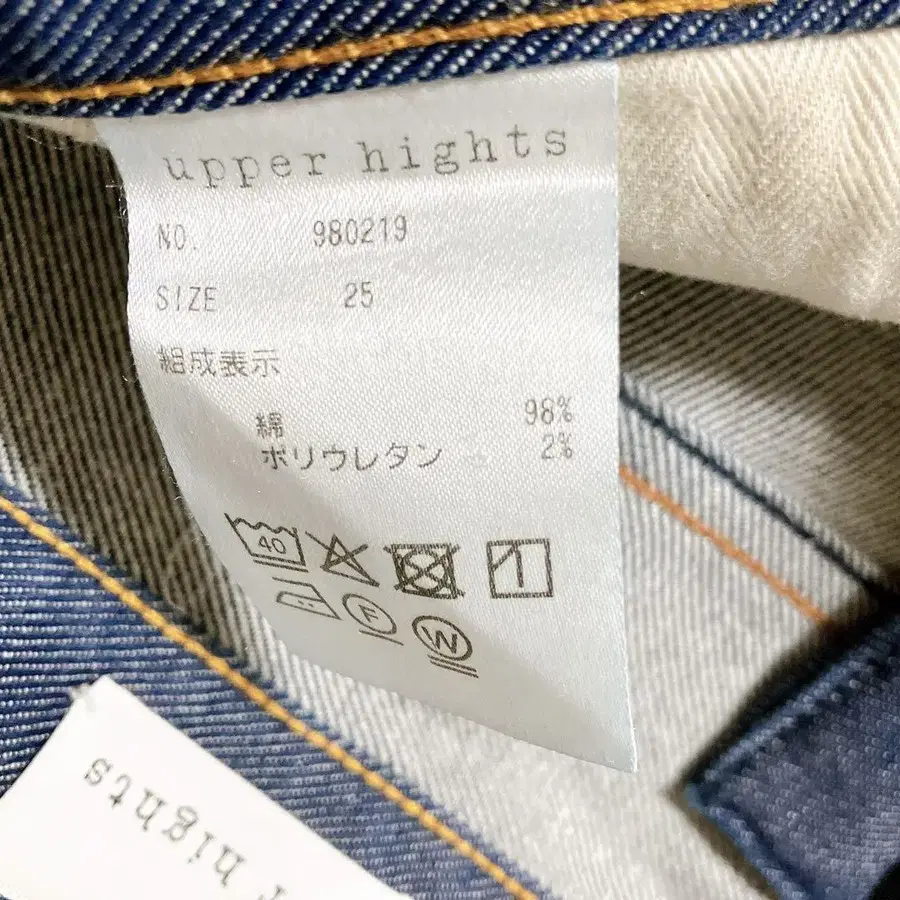 upper hights
NO. 980219
SIZE 25
組成表示
綿 98%
ポリウレタン 2%
40
F
W
r hights